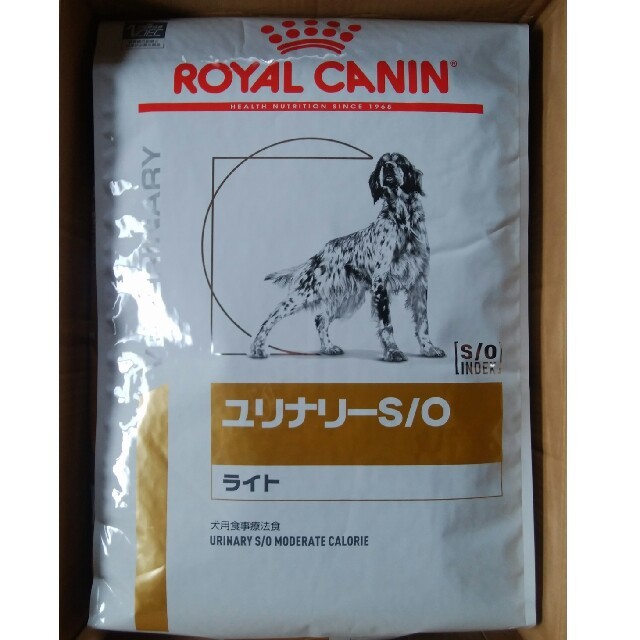 ROYAL CANIN
HEALTH NUTRITION SINCE 1968
[S/O
INDEX]
ユリナリーS/O
ライト
犬用食事療法食
URINARY S/O MODERATE CALORIE